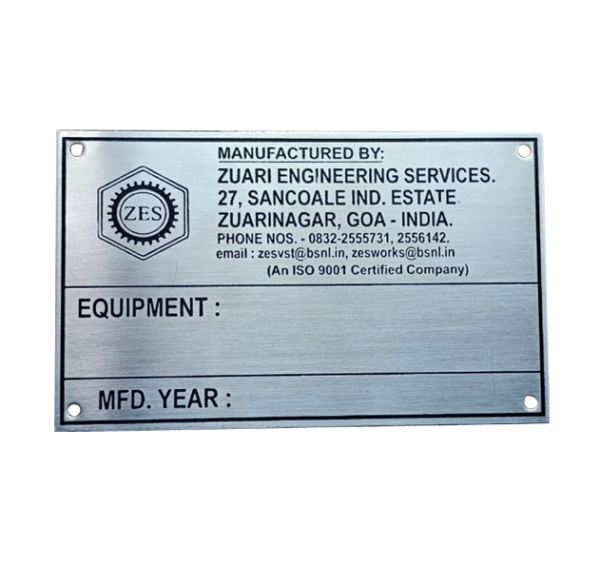 MANUFACTURED BY:
ZES
ZUARI ENGINEERING SERVICES.
27, SANCOALE IND. ESTATE
ZUARINAGAR, GOA - INDIA.
PHONE NOS. - 0832-2555731, 2556142.
email : zesvst@bsnl.in, zesworks@bsnl.in
(An ISO 9001 Certified Company)
EQUIPMENT :
MFD. YEAR :